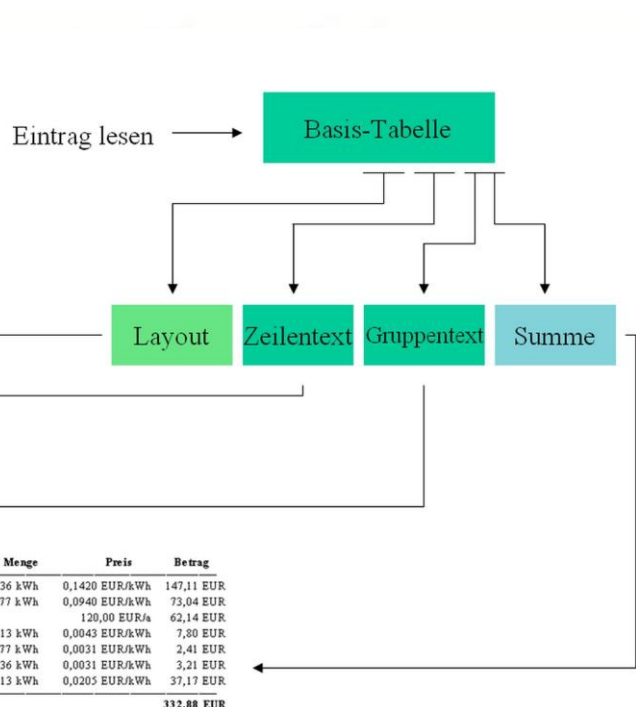 Eintrag lesen
Basis-Tabelle
Layout
Zeilentext
Gruppentext
Summe
Menge Preis Betrag
36 kWh 0,1420 EUR/kWh 147,11 EUR
77 kWh 0,0940 EUR/kWh 73,04 EUR
120,00 EUR/a 62,14 EUR
13 kWh 0,0043 EUR/kWh 7,80 EUR
77 kWh 0,0031 EUR/kWh 2,41 EUR
36 kWh 0,0031 EUR/kWh 3,21 EUR
13 kWh 0,0205 EUR/kWh 37,17 EUR
332,88 EUR